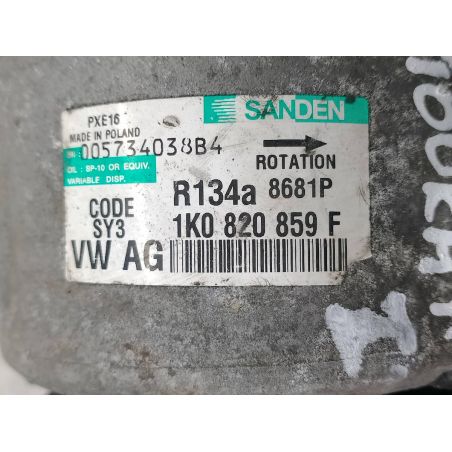 PXE16
SANDEN
MADE IN POLAND
S/N: 005734038B4
OIL : SP-10 OR EQUIV.
VARIABLE DISP.
ROTATION
R134a 8681P
CODE
SY3
1K0 820 859 F
VW AG
TOURAN
I